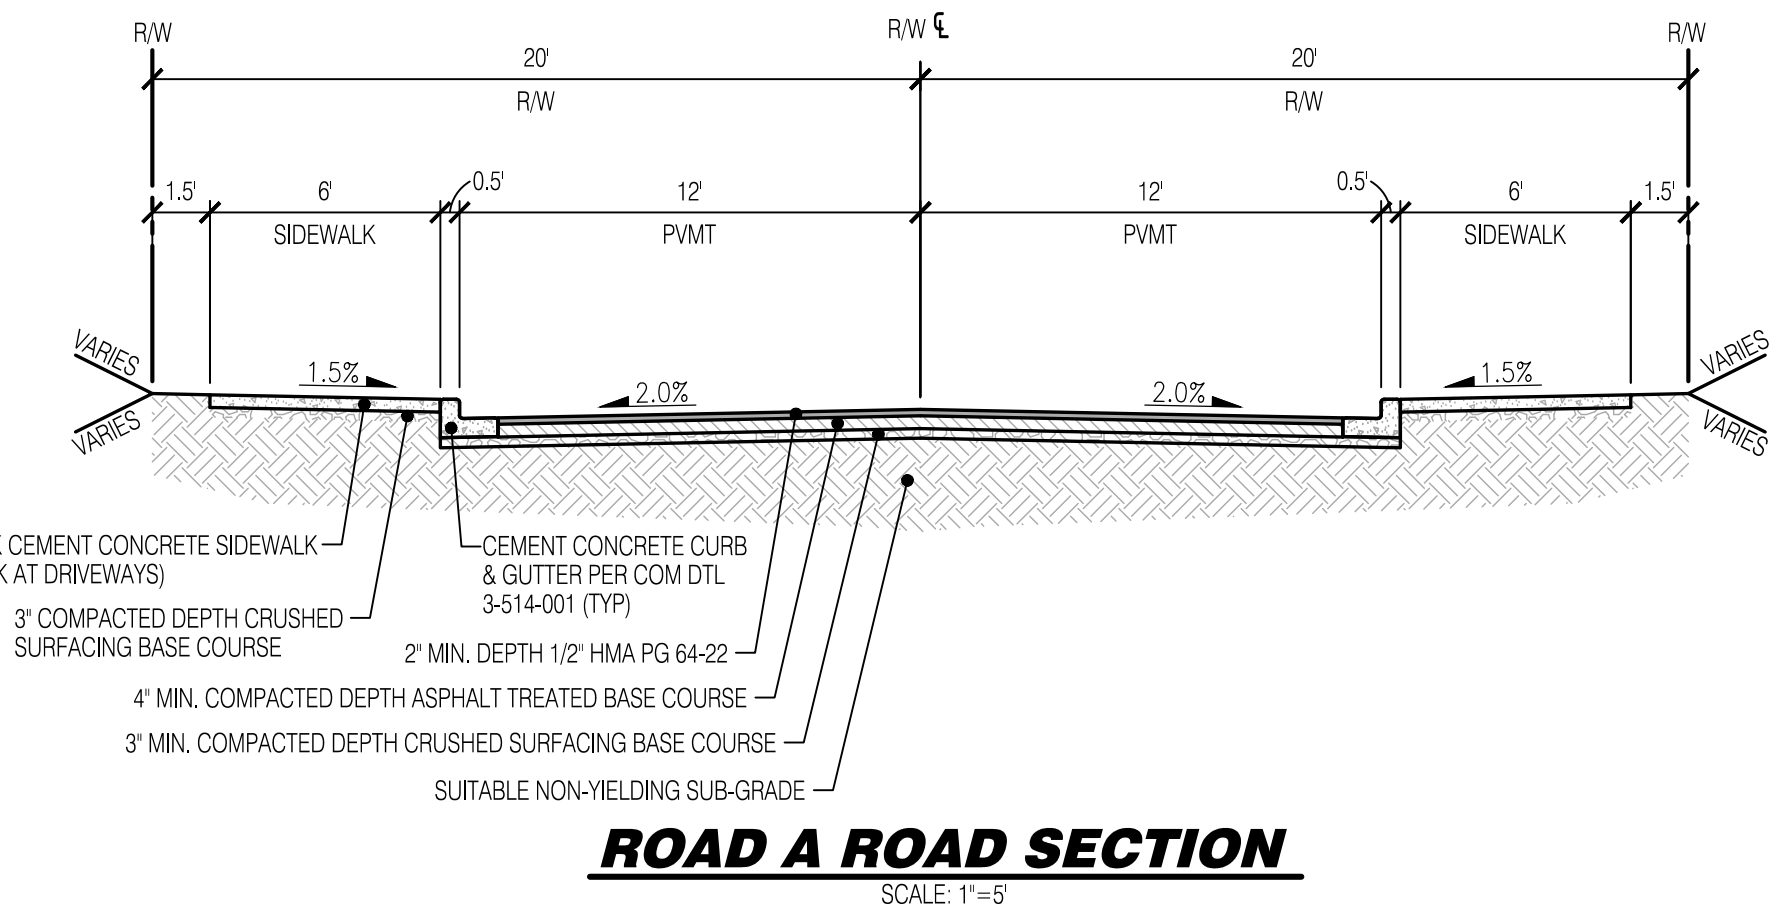 R/W
R/W ℄
R/W
20'
20'
R/W
R/W
1.5'
6'
0.5'
12'
12'
0.5'
6'
1.5'
SIDEWALK
PVMT
PVMT
SIDEWALK
VARIES
VARIES
1.5%
2.0%
2.0%
1.5%
VARIES
VARIES
CEMENT CONCRETE SIDEWALK
AT DRIVEWAYS)
3" COMPACTED DEPTH CRUSHED
SURFACING BASE COURSE
CEMENT CONCRETE CURB
& GUTTER PER COM DTL
3-514-001 (TYP)
2" MIN. DEPTH 1/2" HMA PG 64-22
4" MIN. COMPACTED DEPTH ASPHALT TREATED BASE COURSE
3" MIN. COMPACTED DEPTH CRUSHED SURFACING BASE COURSE
SUITABLE NON-YIELDING SUB-GRADE
ROAD A ROAD SECTION
SCALE: 1"=5'